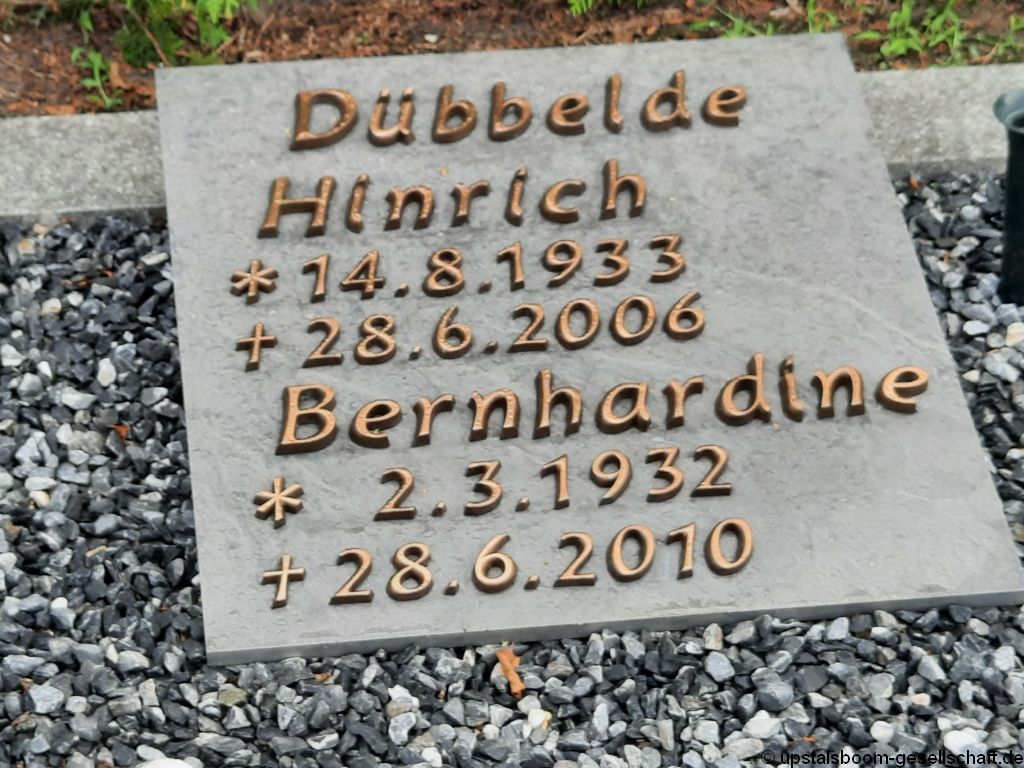 Dübbelde
Hinrich
* 14.8.1933
† 28.6.2006
Bernhardine
* 2.3.1932
† 28.6.2010
© upstalsboom-gesellschaft.de